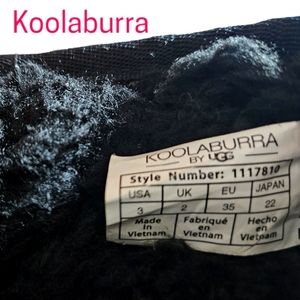 Koolaburra
KOOLABURRA
BY UGG
Style Number: 1117810
USA UK EU JAPAN
3 2 35 22
Made in Vietnam Fabriqué en Vietnam Hecho en Vietnam